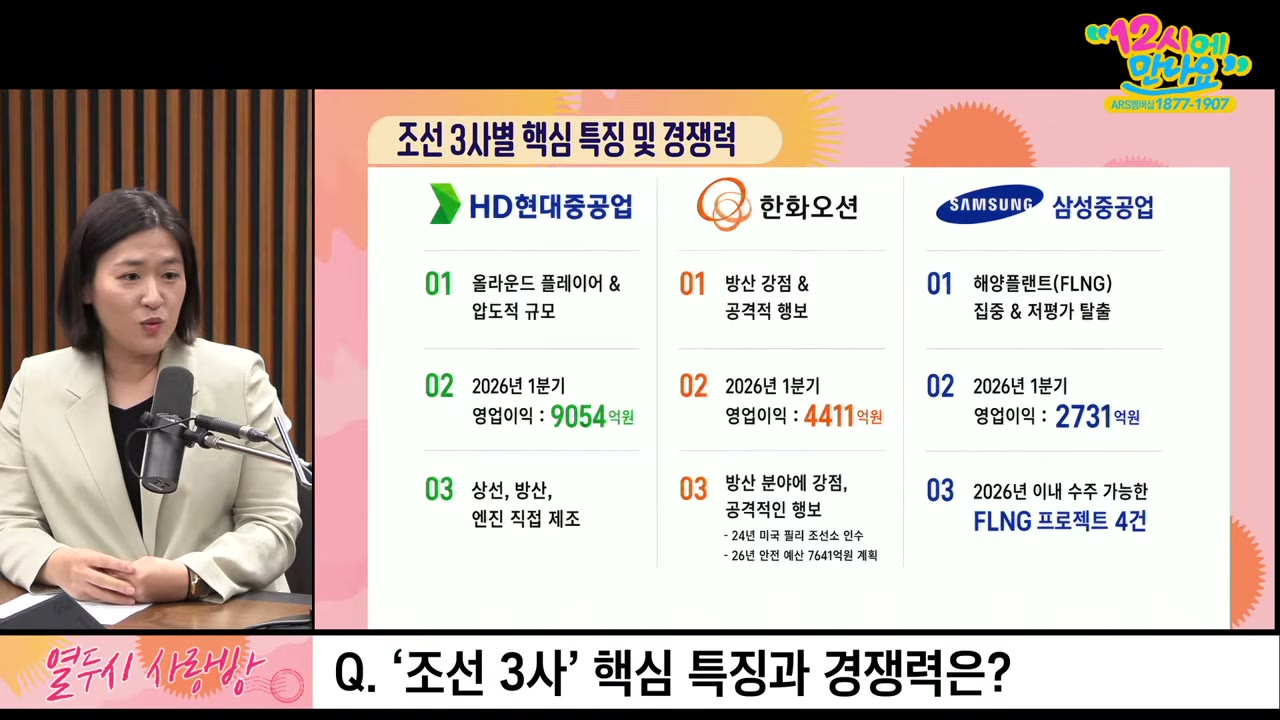 “12시에
만나요”
ARS멤버십 1877-1907
조선 3사별 핵심 특징 및 경쟁력
HD현대중공업
01 올라운드 플레이어 &
압도적 규모
02 2026년 1분기
영업이익 : 9054억원
03 상선, 방산,
엔진 직접 제조
한화오션
01 방산 강점 &
공격적 행보
02 2026년 1분기
영업이익 : 4411억원
03 방산 분야에 강점,
공격적인 행보
- 24년 미국 필리 조선소 인수
- 26년 안전 예산 7641억원 계획
SAMSUNG 삼성중공업
01 해양플랜트(FLNG)
집중 & 저평가 탈출
02 2026년 1분기
영업이익 : 2731억원
03 2026년 이내 수주 가능한
FLNG 프로젝트 4건
열두시 사랑방
Q. ‘조선 3사’ 핵심 특징과 경쟁력은?